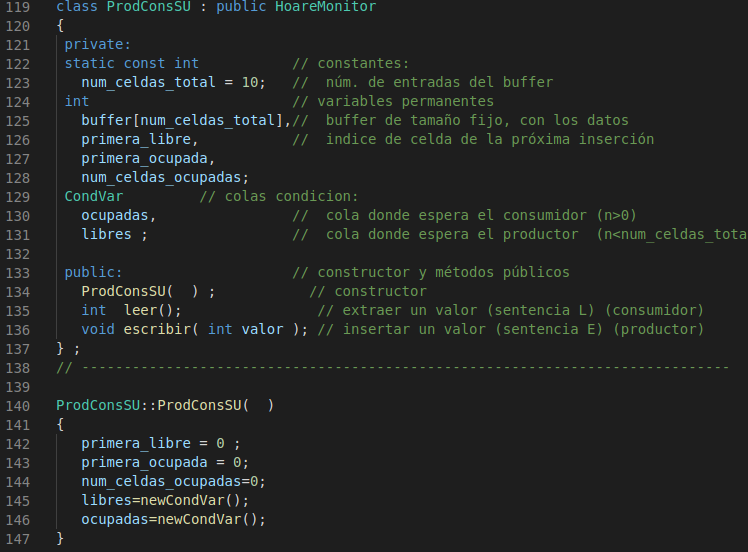 119 class ProdConsSU : public HoareMonitor
120 {
121 private:
122 static const int // constantes:
123 num_celdas_total = 10; // núm. de entradas del buffer
124 int // variables permanentes
125 buffer[num_celdas_total],// buffer de tamaño fijo, con los datos
126 primera_libre, // indice de celda de la próxima inserción
127 primera_ocupada,
128 num_celdas_ocupadas;
129 CondVar // colas condicion:
130 ocupadas, // cola donde espera el consumidor (n>0)
131 libres ; // cola donde espera el productor (n<num_celdas_tota
132
133 public: // constructor y métodos públicos
134 ProdConsSU( ) ; // constructor
135 int leer(); // extraer un valor (sentencia L) (consumidor)
136 void escribir( int valor ); // insertar un valor (sentencia E) (productor)
137 } ;
138 // -----------------------------------------------------------------------------
139
140 ProdConsSU::ProdConsSU( )
141 {
142 primera_libre = 0 ;
143 primera_ocupada = 0;
144 num_celdas_ocupadas=0;
145 libres=newCondVar();
146 ocupadas=newCondVar();
147 }